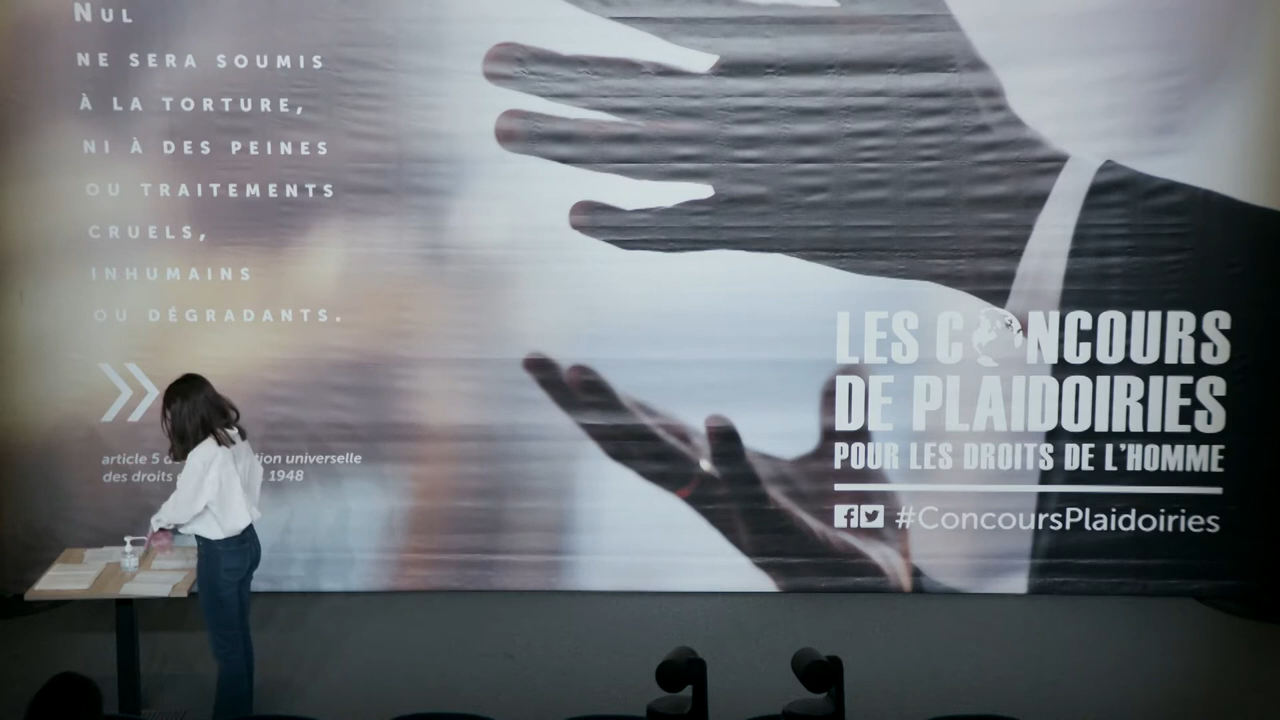 NUL
NE SERA SOUMIS
À LA TORTURE,
NI À DES PEINES
OU TRAITEMENTS
CRUELS,
INHUMAINS
OU DÉGRADANTS.
article 5 universelle
des droits 1948
LES CONCOURS
DE PLAIDOIRIES
POUR LES DROITS DE L'HOMME
#ConcoursPlaidoiries